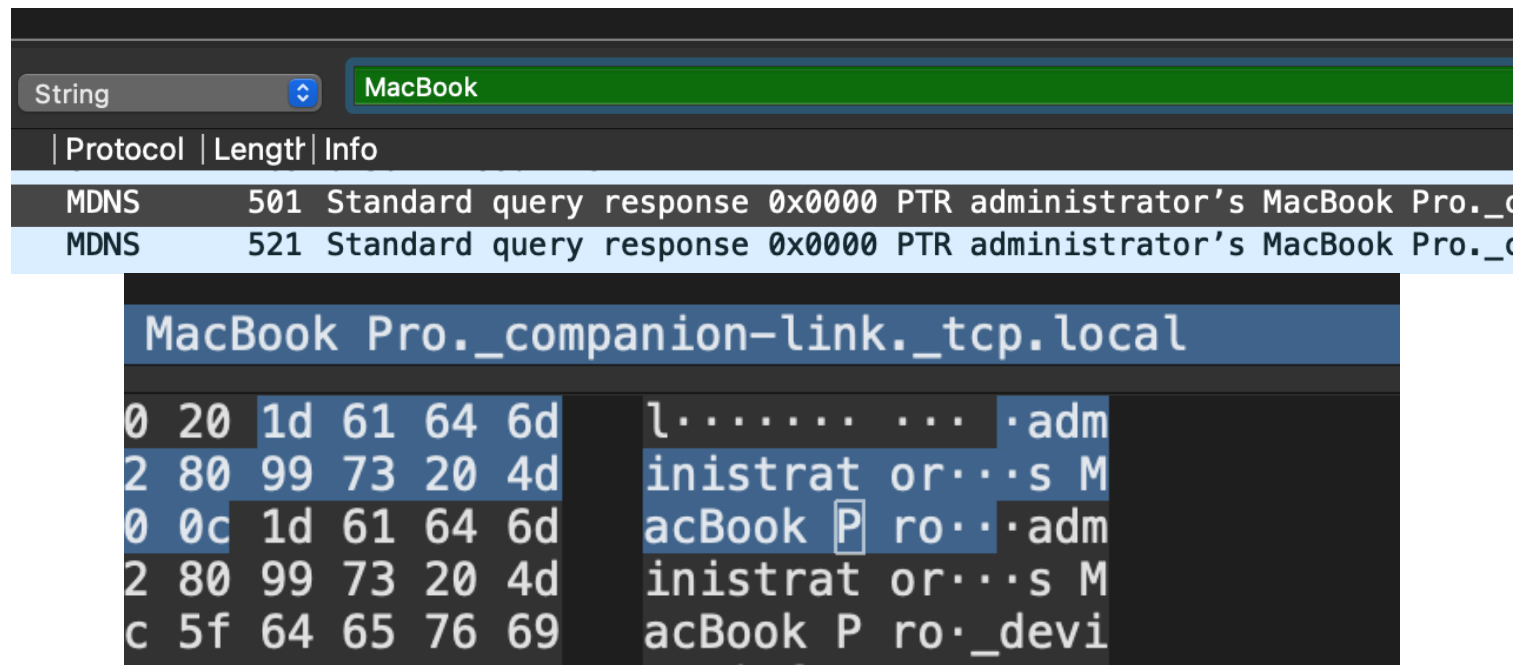 String MacBook
Protocol Length Info
MDNS 501 Standard query response 0x0000 PTR administrator’s MacBook Pro._
MDNS 521 Standard query response 0x0000 PTR administrator’s MacBook Pro._
MacBook Pro._companion-link._tcp.local
0 20 1d 61 64 6d l······· ··· ·adm
2 80 99 73 20 4d inistrat or···s M
0 0c 1d 61 64 6d acBook P ro···adm
2 80 99 73 20 4d inistrat or···s M
c 5f 64 65 76 69 acBook P ro·_devi